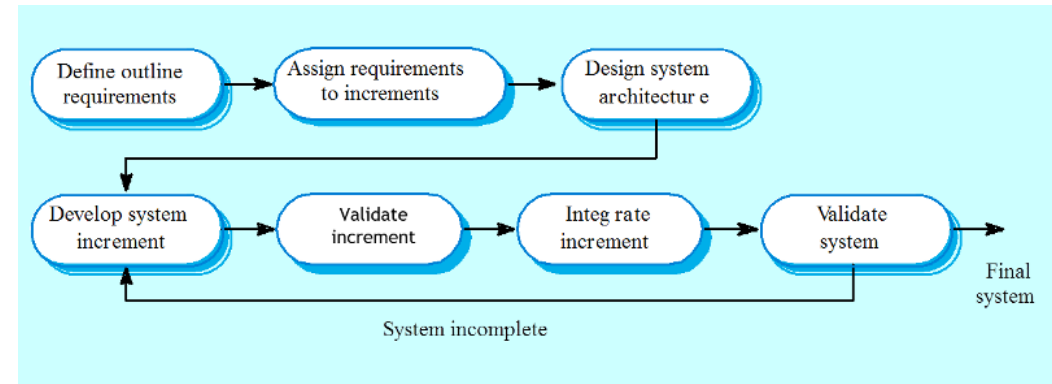 Define outline
requirements
Assign requirements
to increments
Design system
architectur e
Develop system
increment
Validate
increment
Integ rate
increment
Validate
system
Final
system
System incomplete